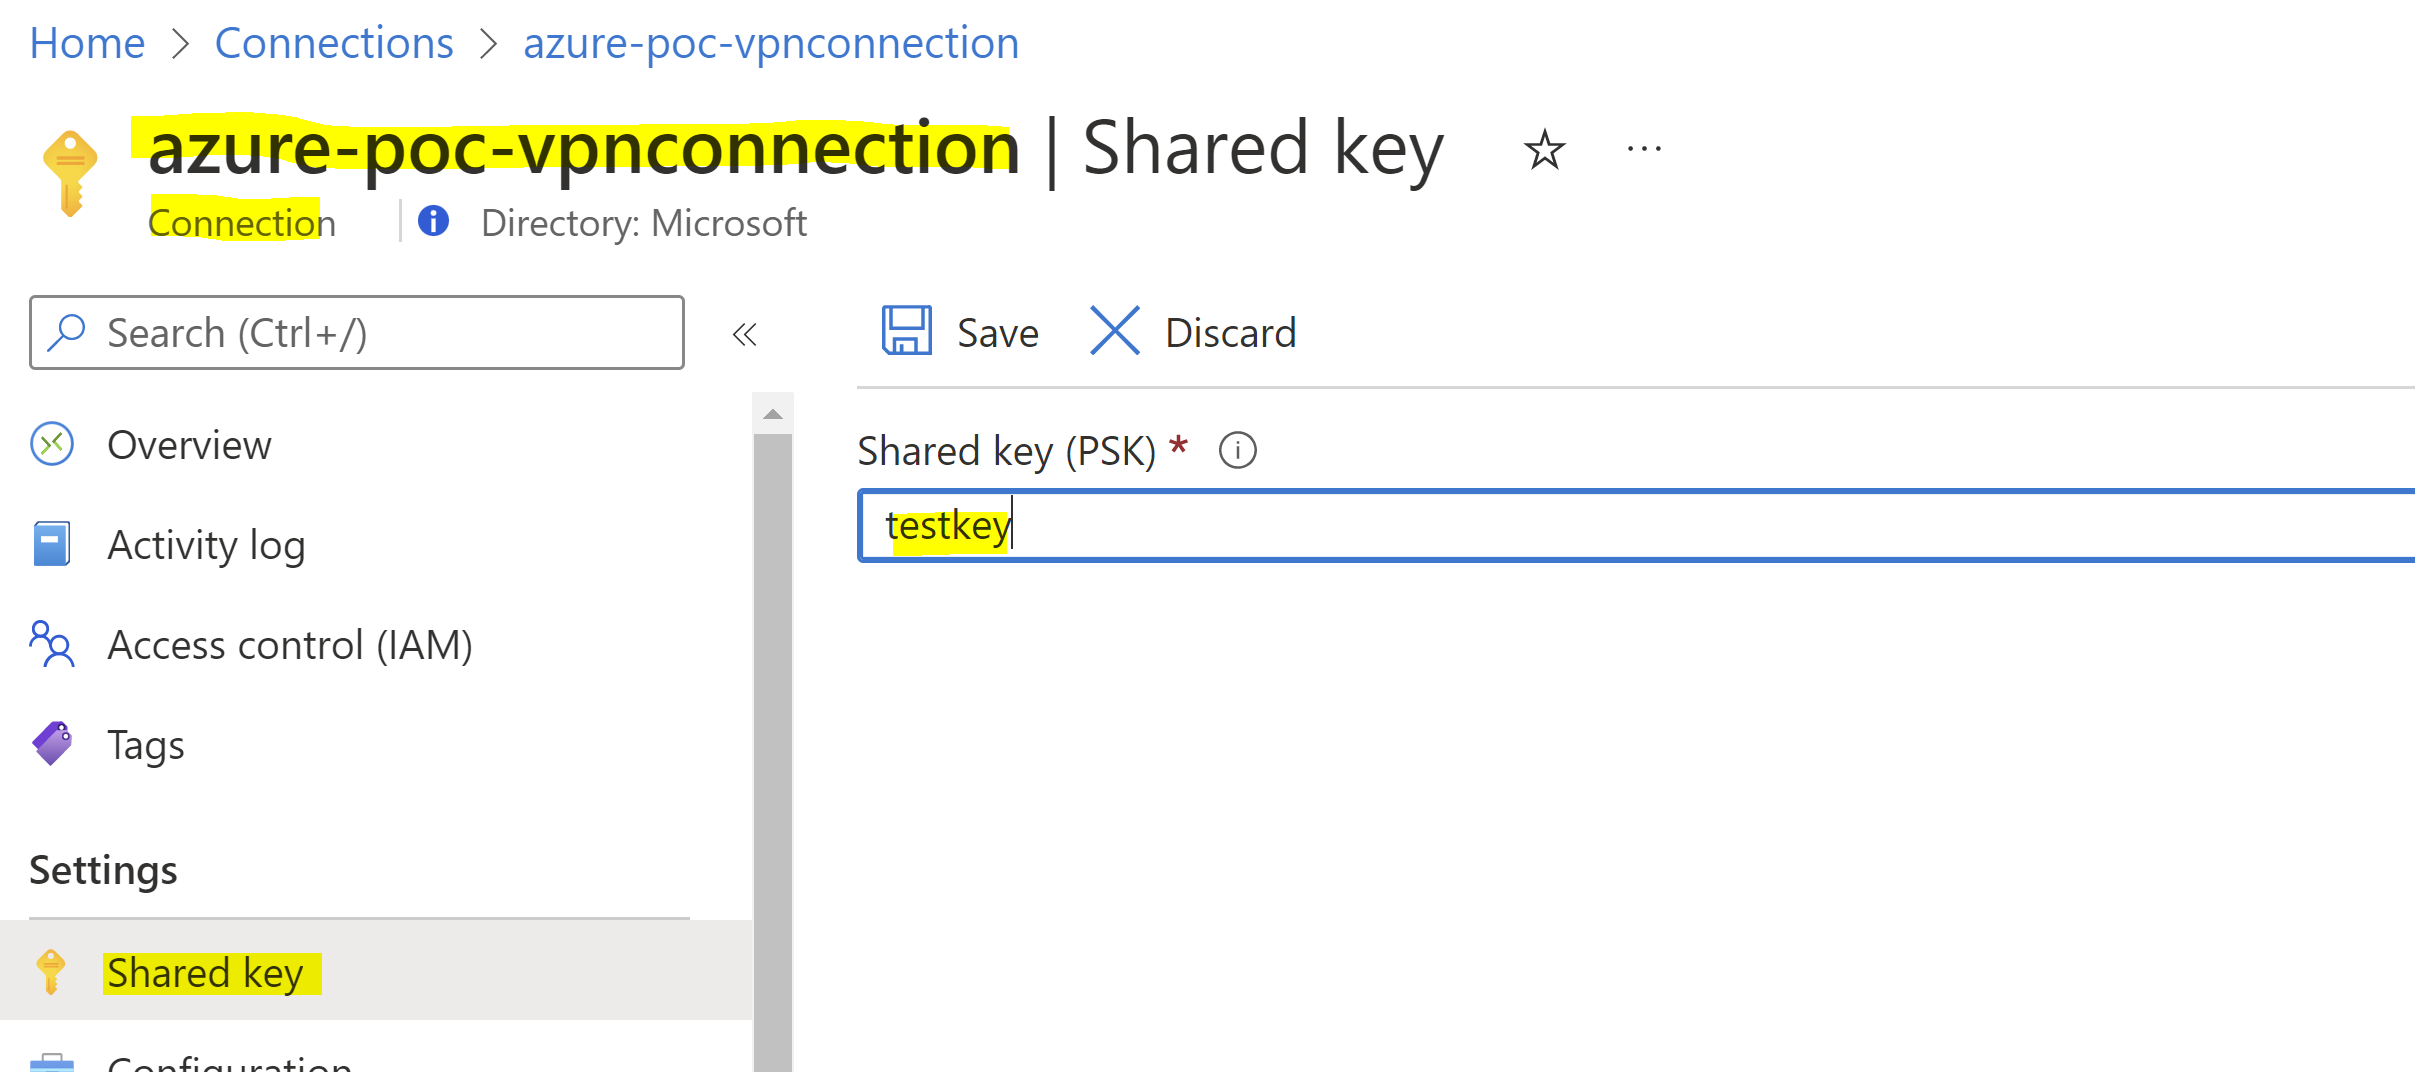 Home > Connections > azure-poc-vpnconnection
azure-poc-vpnconnection | Shared key ☆ ...
Connection | Directory: Microsoft
Search (Ctrl+/) «
Save Discard
Overview
Activity log
Access control (IAM)
Tags
Settings
Shared key
Configuration
Shared key (PSK) *
testkey